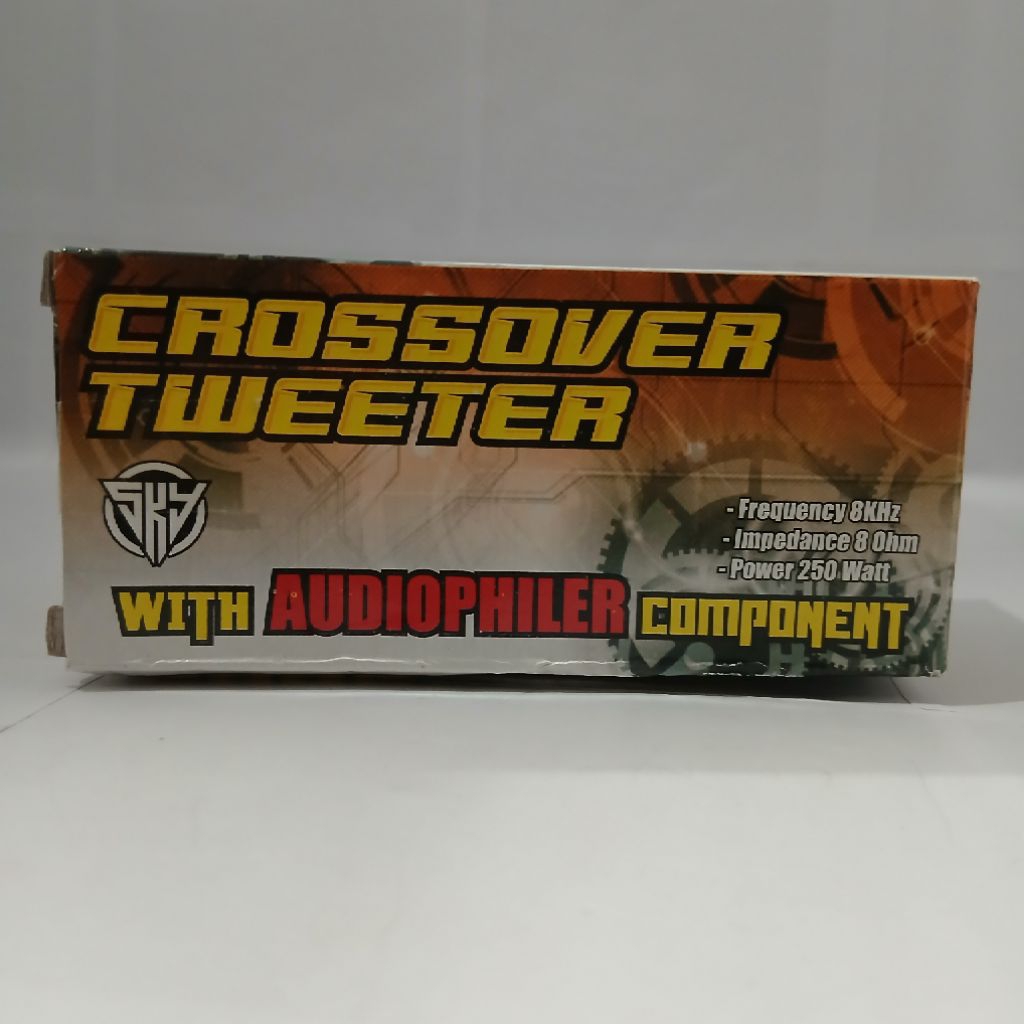 CROSSOVER
TWEETER
SKY
- Frequency 8KHz
- Impedance 8 Ohm
- Power 250 Watt
WITH AUDIOPHILER COMPONENT